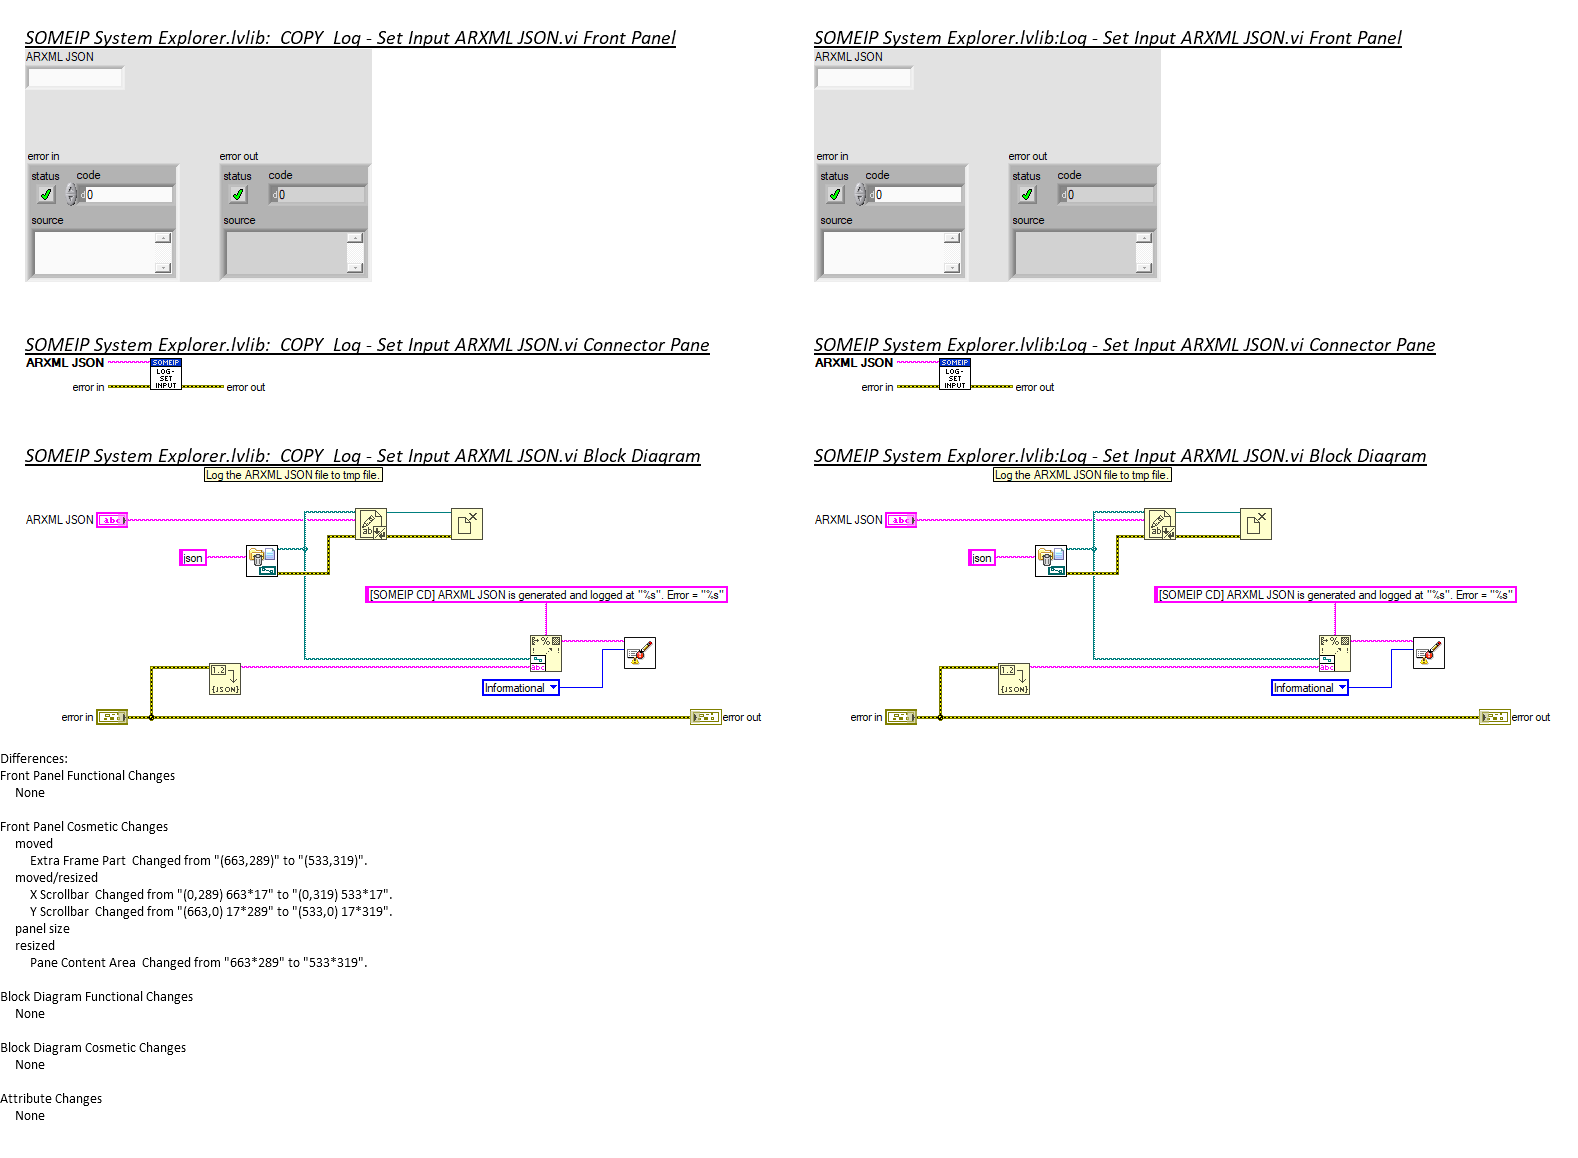 SOMEIP System Explorer.lvlib:  COPY  Log - Set Input ARXML JSON.vi Front Panel
ARXML JSON
error in
error out
status code
status code
0
0
source
source
SOMEIP System Explorer.lvlib:Log - Set Input ARXML JSON.vi Front Panel
ARXML JSON
error in
error out
status code
status code
0
0
source
source
SOMEIP System Explorer.lvlib:  COPY  Log - Set Input ARXML JSON.vi Connector Pane
ARXML JSON
SOMEIP
LOG-
SET
INPUT
error in
error out
SOMEIP System Explorer.lvlib:Log - Set Input ARXML JSON.vi Connector Pane
ARXML JSON
SOMEIP
LOG-
SET
INPUT
error in
error out
SOMEIP System Explorer.lvlib:  COPY  Log - Set Input ARXML JSON.vi Block Diagram
Log the ARXML JSON file to tmp file.
ARXML JSON
abc
json
[SOMEIP CD] ARXML JSON is generated and logged at "%s". Error = "%s"
Informational
error in
error out
SOMEIP System Explorer.lvlib:Log - Set Input ARXML JSON.vi Block Diagram
Log the ARXML JSON file to tmp file.
ARXML JSON
abc
json
[SOMEIP CD] ARXML JSON is generated and logged at "%s". Error = "%s"
Informational
error in
error out
Differences:
Front Panel Functional Changes
None
Front Panel Cosmetic Changes
moved
Extra Frame Part  Changed from "(663,289)" to "(533,319)".
moved/resized
X Scrollbar  Changed from "(0,289) 663*17" to "(0,319) 533*17".
Y Scrollbar  Changed from "(663,0) 17*289" to "(533,0) 17*319".
panel size
resized
Pane Content Area  Changed from "663*289" to "533*319".
Block Diagram Functional Changes
None
Block Diagram Cosmetic Changes
None
Attribute Changes
None